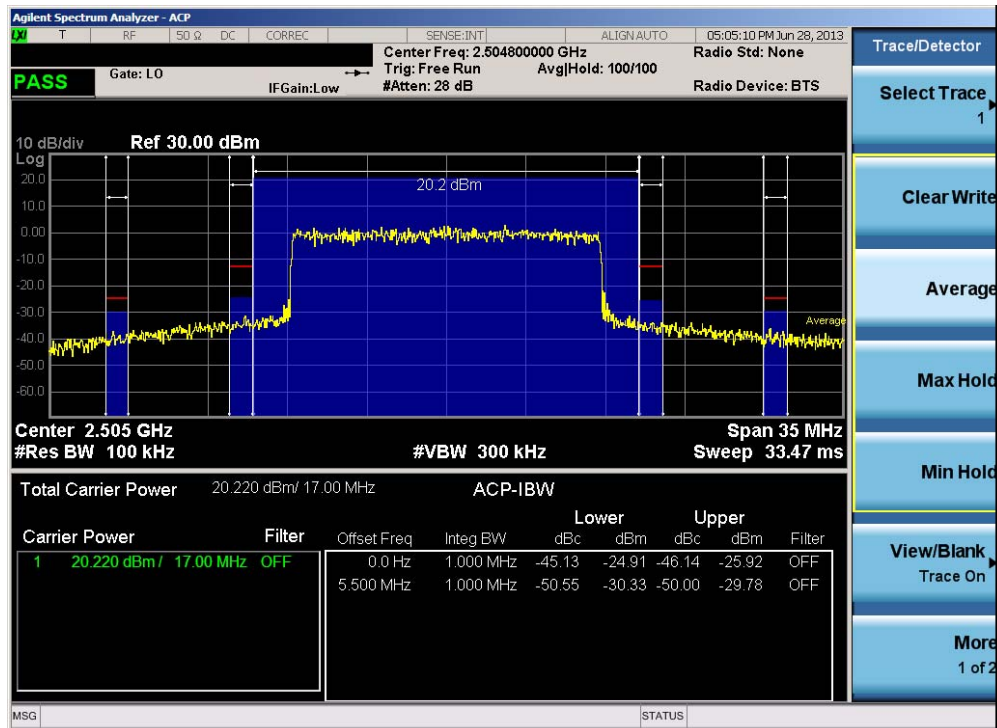 Agilent Spectrum Analyzer - ACP
LXI T RF 50 Ω DC CORREC SENSE:INT ALIGN AUTO 05:05:10 PM Jun 28, 2013
Center Freq: 2.504800000 GHz Radio Std: None
PASS Gate: LO Trig: Free Run Avg|Hold: 100/100
IFGain:Low #Atten: 28 dB Radio Device: BTS
10 dB/div Ref 30.00 dBm
Log
20.0
10.0
0.00
-10.0
-20.0
-30.0
-40.0
-50.0
-60.0
20.2 dBm
Average
Center 2.505 GHz Span 35 MHz
#Res BW 100 kHz #VBW 300 kHz Sweep 33.47 ms
Total Carrier Power 20.220 dBm/ 17.00 MHz ACP-IBW
Lower Upper
Carrier Power Filter Offset Freq Integ BW dBc dBm dBc dBm Filter
1 20.220 dBm / 17.00 MHz OFF 0.0 Hz 1.000 MHz -45.13 -24.91 -46.14 -25.92 OFF
5.500 MHz 1.000 MHz -50.55 -30.33 -50.00 -29.78 OFF
MSG STATUS
Trace/Detector
Select Trace
1
Clear Write
Average
Max Hold
Min Hold
View/Blank
Trace On
More
1 of 2